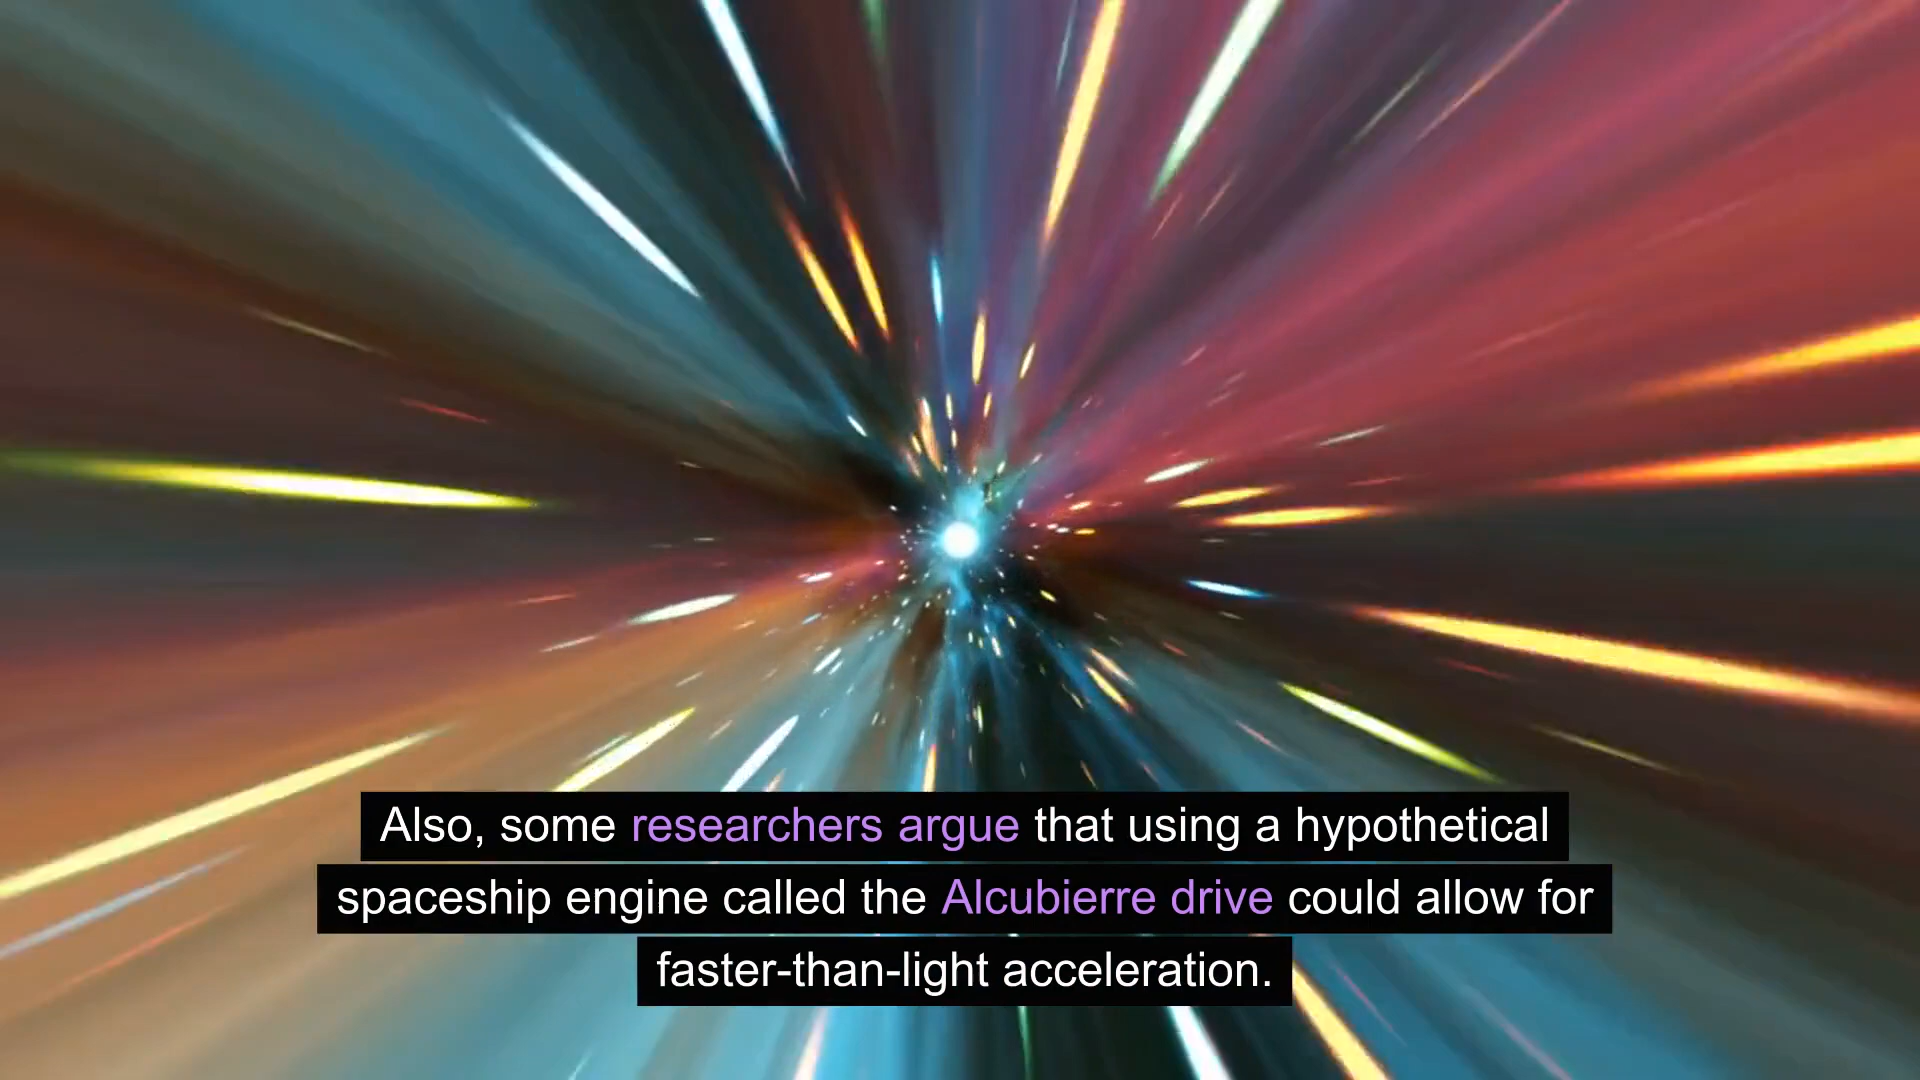 Also, some researchers argue that using a hypothetical
spaceship engine called the Alcubierre drive could allow for
faster-than-light acceleration.